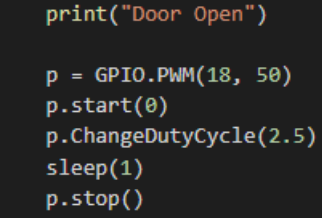 print("Door Open")
p = GPIO.PWM(18, 50)
p.start(0)
p.ChangeDutyCycle(2.5)
sleep(1)
p.stop()